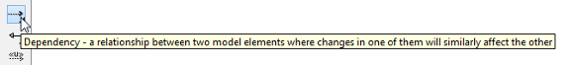 Dependency - a relationship between two model elements where changes in one of them will similarly affect the other
«U»